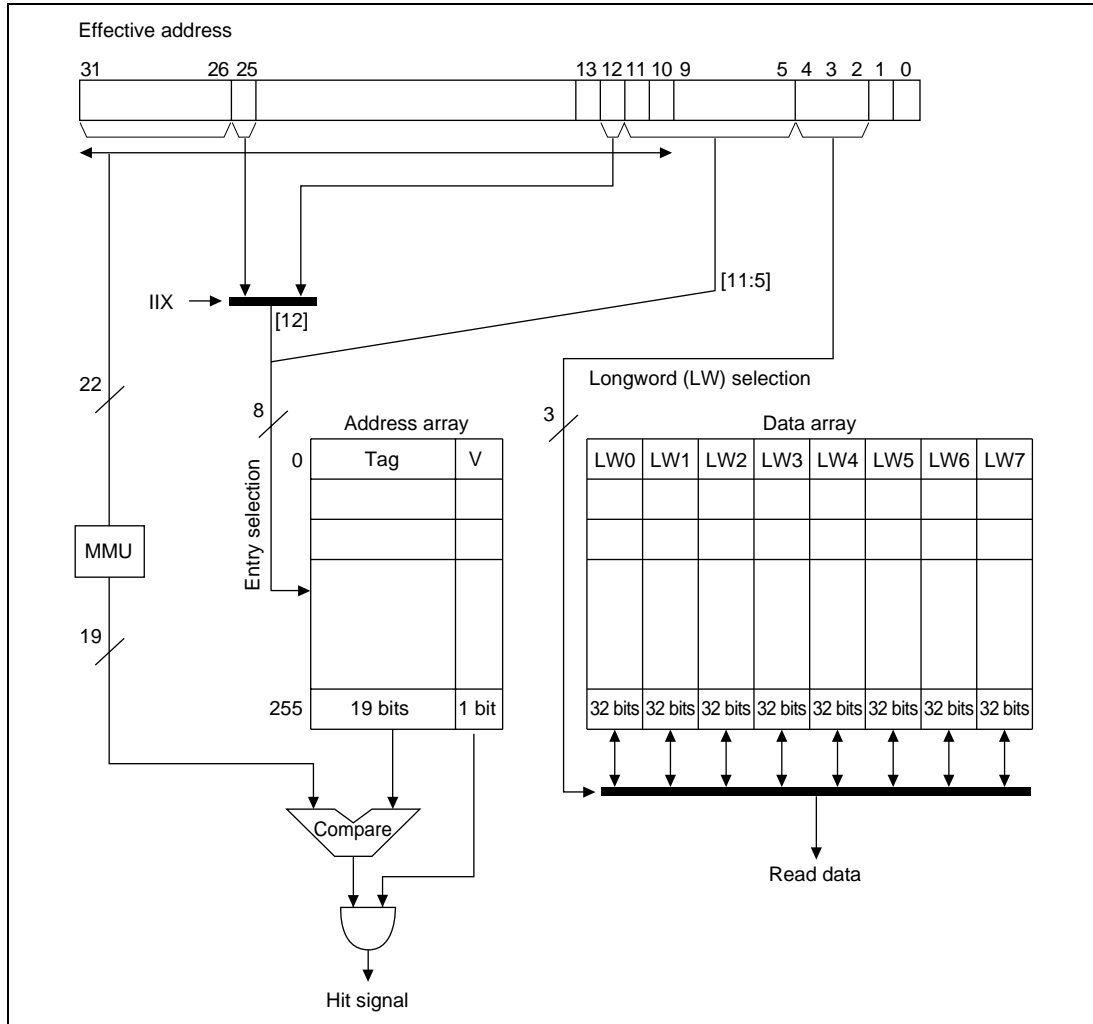 Effective address
31 26 25 13 12 11 10 9 5 4 3 2 1 0
[11:5]
IIX
[12]
22
Longword (LW) selection
8
3
Address array
Data array
0
Tag
V
LW0 LW1 LW2 LW3 LW4 LW5 LW6 LW7
Entry selection
MMU
19
255
19 bits
1 bit
32 bits 32 bits 32 bits 32 bits 32 bits 32 bits 32 bits 32 bits
Compare
Read data
Hit signal